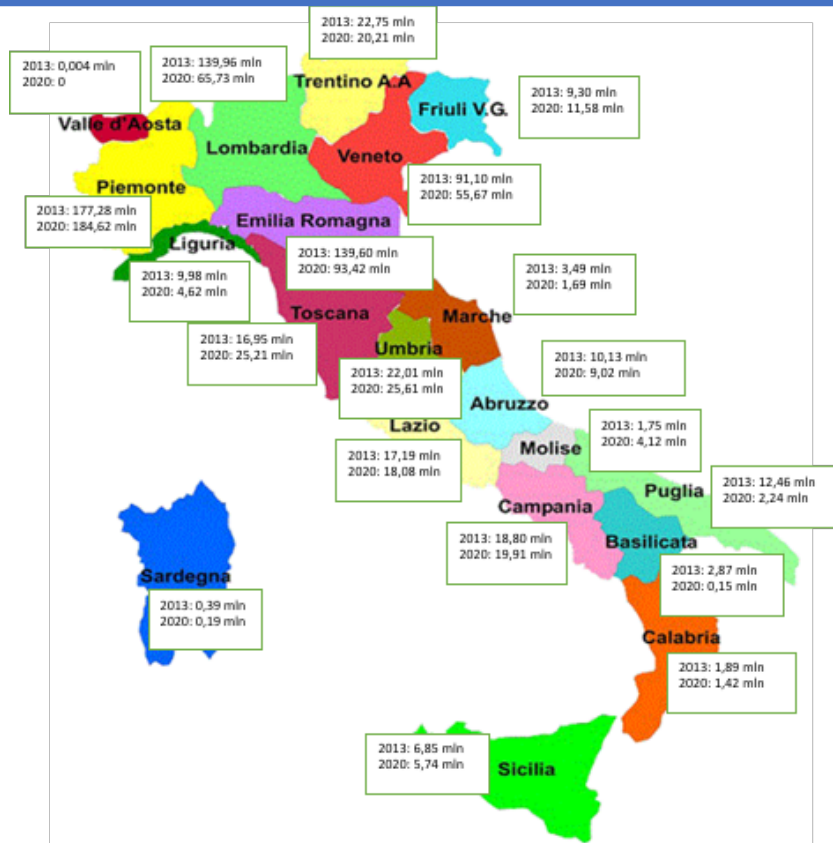 2013: 22,75 mln
2020: 20,21 mln
2013: 0,004 mln
2020: 0
2013: 139,96 mln
2020: 65,73 mln
Trentino A.A
2013: 9,30 mln
2020: 11,58 mln
Friuli V.G.
Valle d'Aosta
Lombardia
Veneto
Piemonte
2013: 91,10 mln
2020: 55,67 mln
2013: 177,28 mln
2020: 184,62 mln
Emilia Romagna
Liguria
2013: 139,60 mln
2020: 93,42 mln
2013: 9,98 mln
2020: 4,62 mln
2013: 3,49 mln
2020: 1,69 mln
Toscana
Marche
2013: 16,95 mln
2020: 25,21 mln
Umbria
2013: 22,01 mln
2020: 25,61 mln
2013: 10,13 mln
2020: 9,02 mln
Abruzzo
Lazio
2013: 1,75 mln
2020: 4,12 mln
Molise
2013: 17,19 mln
2020: 18,08 mln
Puglia
2013: 12,46 mln
2020: 2,24 mln
Campania
2013: 18,80 mln
2020: 19,91 mln
Basilicata
2013: 2,87 mln
2020: 0,15 mln
Sardegna
2013: 0,39 mln
2020: 0,19 mln
Calabria
2013: 1,89 mln
2020: 1,42 mln
2013: 6,85 mln
2020: 5,74 mln
Sicilia